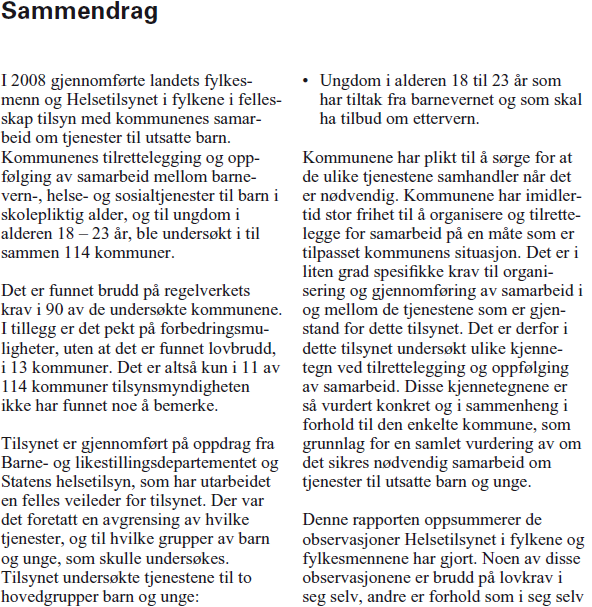 Sammendrag
I 2008 gjennomførte landets fylkes-
menn og Helsetilsynet i fylkene i felles-
skap tilsyn med kommunenes samar-
beid om tjenester til utsatte barn.
Kommunenes tilrettelegging og opp-
følging av samarbeid mellom barne-
vern-, helse- og sosialtjenester til barn i
skolepliktig alder, og til ungdom i
alderen 18 – 23 år, ble undersøkt i til
sammen 114 kommuner.
Det er funnet brudd på regelverkets
krav i 90 av de undersøkte kommunene.
I tillegg er det pekt på forbedringsmu-
ligheter, uten at det er funnet lovbrudd,
i 13 kommuner. Det er altså kun i 11 av
114 kommuner tilsynsmyndigheten
ikke har funnet noe å bemerke.
Tilsynet er gjennomført på oppdrag fra
Barne- og likestillingsdepartementet og
Statens helsetilsyn, som har utarbeidet
en felles veileder for tilsynet. Der var
det foretatt en avgrensing av hvilke
tjenester, og til hvilke grupper av barn
og unge, som skulle undersøkes.
Tilsynet undersøkte tjenestene til to
hovedgrupper barn og unge:
• Ungdom i alderen 18 til 23 år som
har tiltak fra barnevernet og som skal
ha tilbud om ettervern.
Kommunene har plikt til å sørge for at
de ulike tjenestene samhandler når det
er nødvendig. Kommunene har imidler-
tid stor frihet til å organisere og tilrette-
legge for samarbeid på en måte som er
tilpasset kommunens situasjon. Det er i
liten grad spesifikke krav til organi-
sering og gjennomføring av samarbeid i
og mellom de tjenestene som er gjen-
stand for dette tilsynet. Det er derfor i
dette tilsynet undersøkt ulike kjenne-
tegn ved tilrettelegging og oppfølging
av samarbeid. Disse kjennetegnene er
så vurdert konkret og i sammenheng i
forhold til den enkelte kommune, som
grunnlag for en samlet vurdering av om
det sikres nødvendig samarbeid om
tjenester til utsatte barn og unge.
Denne rapporten oppsummerer de
observasjoner Helsetilsynet i fylkene og
fylkesmennene har gjort. Noen av disse
observasjonene er brudd på lovkrav i
seg selv, andre er forhold som i seg selv